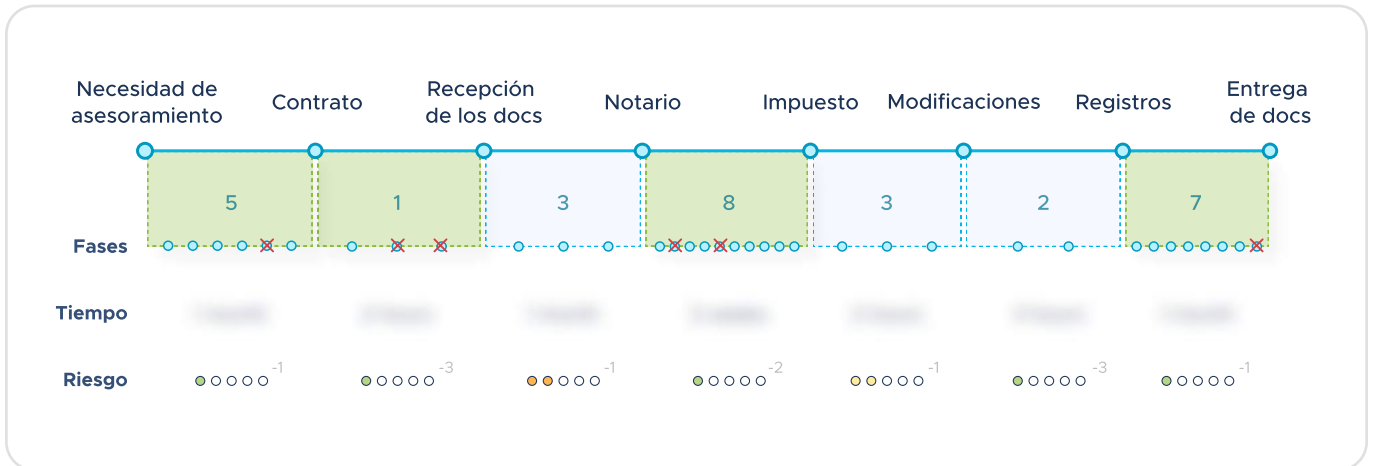 Necesidad de
asesoramiento
Contrato
Recepción
de los docs
Notario
Impuesto
Modificaciones
Registros
Entrega
de docs
5
1
3
8
3
2
7
Fases
Tiempo
Riesgo
-1
-3
-1
-2
-1
-3
-1